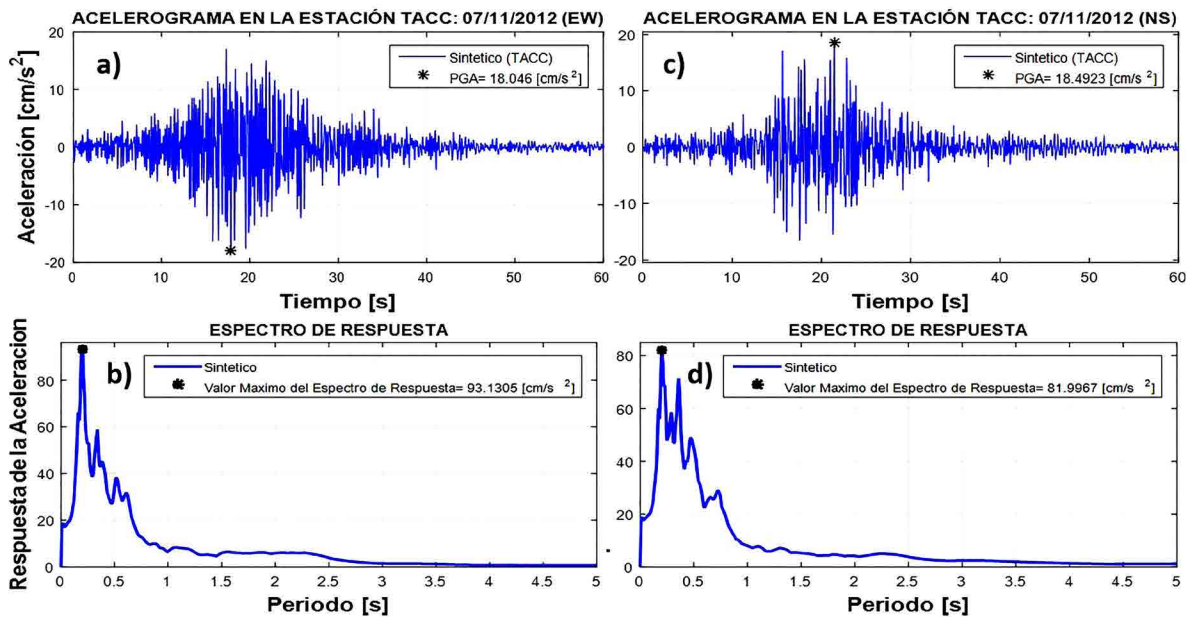 ACELEROGRAMA EN LA ESTACIÓN TACC: 07/11/2012 (EW)
20
10
0
-10
-20
Aceleración [cm/s²]
a)
Sintetico (TACC)
PGA= 18.046 [cm/s ²]
0 10 20 30 40 50 60
Tiempo [s]
ACELEROGRAMA EN LA ESTACIÓN TACC: 07/11/2012 (NS)
20
10
0
-10
-20
c)
Sintetico (TACC)
PGA= 18.4923 [cm/s ²]
0 10 20 30 40 50 60
Tiempo [s]
ESPECTRO DE RESPUESTA
80
60
40
20
0
Respuesta de la Aceleracion
b)
Sintetico
Valor Maximo del Espectro de Respuesta= 93.1305 [cm/s ²]
0 0.5 1 1.5 2 2.5 3 3.5 4 4.5 5
Periodo [s]
ESPECTRO DE RESPUESTA
80
60
40
20
0
d)
Sintetico
Valor Maximo del Espectro de Respuesta= 81.9967 [cm/s ²]
0 0.5 1 1.5 2 2.5 3 3.5 4 4.5 5
Periodo [s]